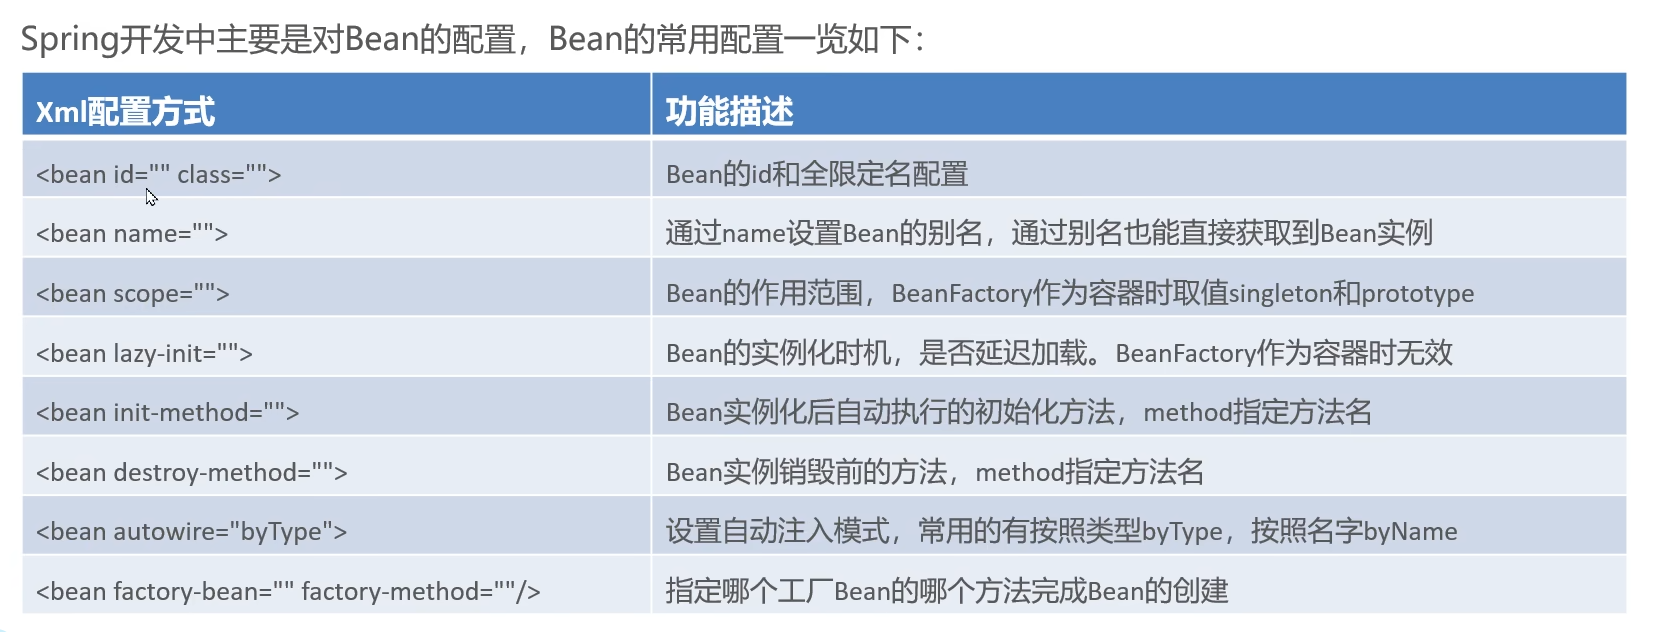 Spring开发中主要是对Bean的配置，Bean的常用配置一览如下：
Xml配置方式 功能描述
<bean id="" class=""> Bean的id和全限定名配置
<bean name=""> 通过name设置Bean的别名，通过别名也能直接获取到Bean实例
<bean scope=""> Bean的作用范围，BeanFactory作为容器时取值singleton和prototype
<bean lazy-init=""> Bean的实例化时机，是否延迟加载。BeanFactory作为容器时无效
<bean init-method=""> Bean实例化后自动执行的初始化方法，method指定方法名
<bean destroy-method=""> Bean实例销毁前的方法，method指定方法名
<bean autowire="byType"> 设置自动注入模式，常用的有按照类型byType，按照名字byName
<bean factory-bean="" factory-method=""/> 指定哪个工厂Bean的哪个方法完成Bean的创建